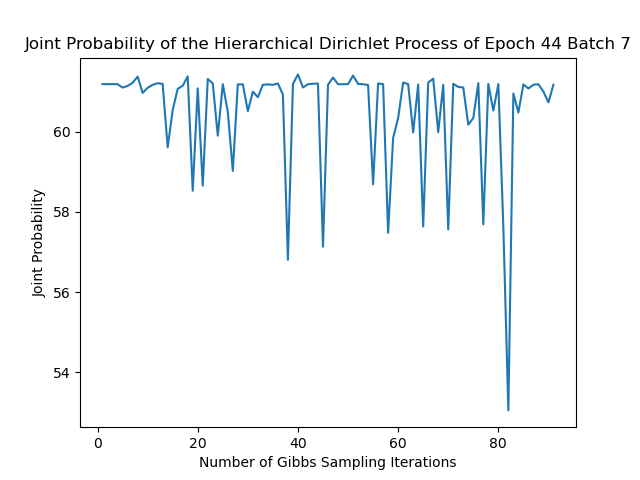 Joint Probability of the Hierarchical Dirichlet Process of Epoch 44 Batch 7
60
58
56
54
Joint Probability
0 20 40 60 80
Number of Gibbs Sampling Iterations